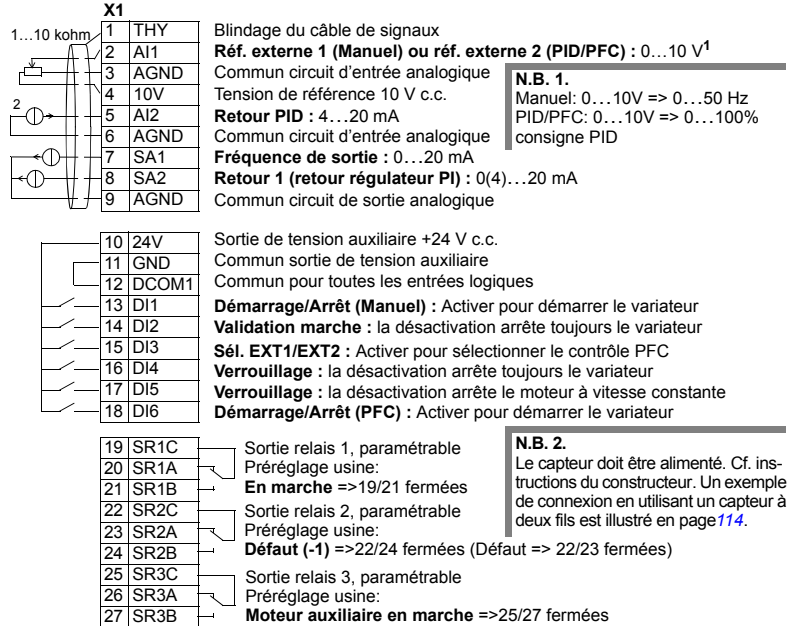 X1
1…10 kohm
1 THY Blindage du câble de signaux
2 AI1 Réf. externe 1 (Manuel) ou réf. externe 2 (PID/PFC) : 0…10 V1
3 AGND Commun circuit d’entrée analogique
4 10V Tension de référence 10 V c.c.
2
5 AI2 Retour PID : 4…20 mA
6 AGND Commun circuit d’entrée analogique
7 SA1 Fréquence de sortie : 0…20 mA
8 SA2 Retour 1 (retour régulateur PI) : 0(4)…20 mA
9 AGND Commun circuit de sortie analogique
N.B. 1.
Manuel: 0…10V => 0…50 Hz
PID/PFC: 0…10V => 0…100%
consigne PID
10 24V Sortie de tension auxiliaire +24 V c.c.
11 GND Commun sortie de tension auxiliaire
12 DCOM1 Commun pour toutes les entrées logiques
13 DI1 Démarrage/Arrêt (Manuel) : Activer pour démarrer le variateur
14 DI2 Validation marche : la désactivation arrête toujours le variateur
15 DI3 Sél. EXT1/EXT2 : Activer pour sélectionner le contrôle PFC
16 DI4 Verrouillage : la désactivation arrête toujours le variateur
17 DI5 Verrouillage : la désactivation arrête le moteur à vitesse constante
18 DI6 Démarrage/Arrêt (PFC) : Activer pour démarrer le variateur
19 SR1C Sortie relais 1, paramétrable
20 SR1A Préréglage usine:
21 SR1B En marche =>19/21 fermées
22 SR2C Sortie relais 2, paramétrable
23 SR2A Préréglage usine:
24 SR2B Défaut (-1) =>22/24 fermées (Défaut => 22/23 fermées)
25 SR3C Sortie relais 3, paramétrable
26 SR3A Préréglage usine:
27 SR3B Moteur auxiliaire en marche =>25/27 fermées
N.B. 2.
Le capteur doit être alimenté. Cf. ins-
tructions du constructeur. Un exemple
de connexion en utilisant un capteur à
deux fils est illustré en page114.